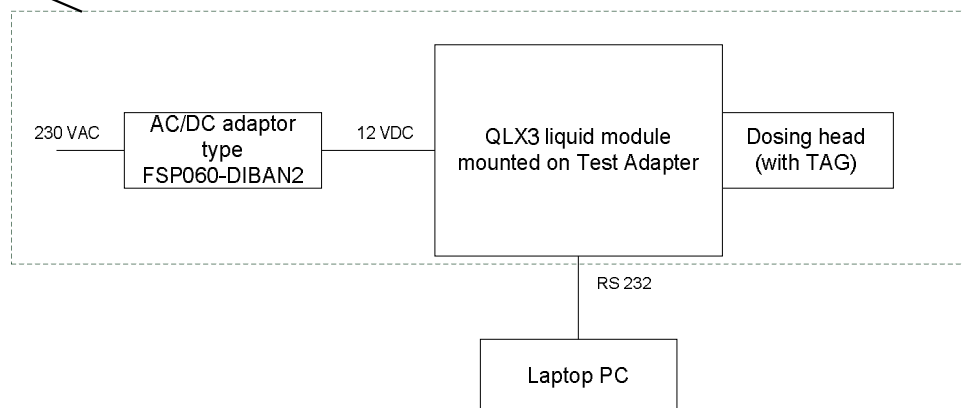 230 VAC
AC/DC adaptor
type
FSP060-DIBAN2
12 VDC
QLX3 liquid module
mounted on Test Adapter
Dosing head
(with TAG)
RS 232
Laptop PC